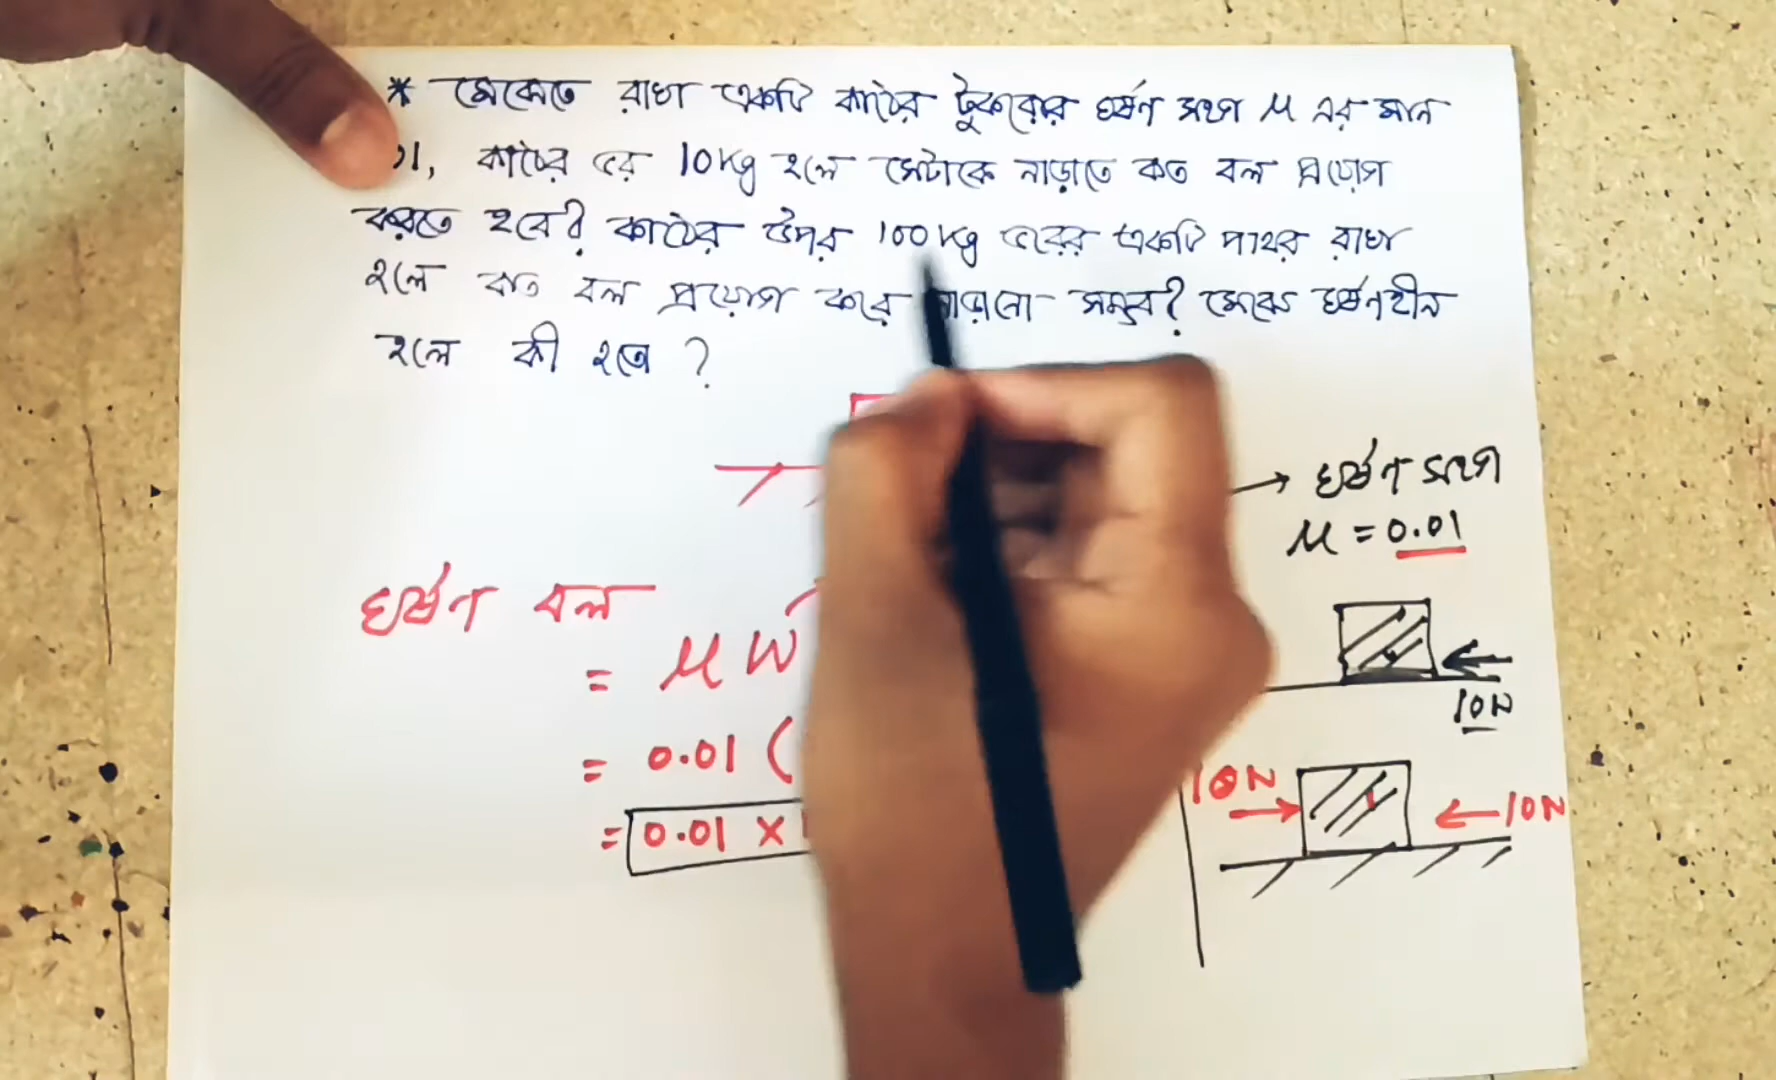 * মেঝেতে রাখা একটি কাঠের টুকরোর ঘর্ষণ সহগ μ এর মান
01, কাঠের ভর 10kg হলে সেটাকে নাড়াতে কত বল প্রয়োগ
করতে হবে? কাঠের উপর 100kg ভরের একটি পাথর রাখা
হলে কত বল প্রয়োগ করে নাড়ানো সম্ভব? মেঝে ঘর্ষণহীন
হলে কী হতো ?
→ ঘর্ষণ সহগ
μ = 0.01
ঘর্ষণ বল
= μ W
= 0.01 (
= 0.01 ×
10N
10N
10N